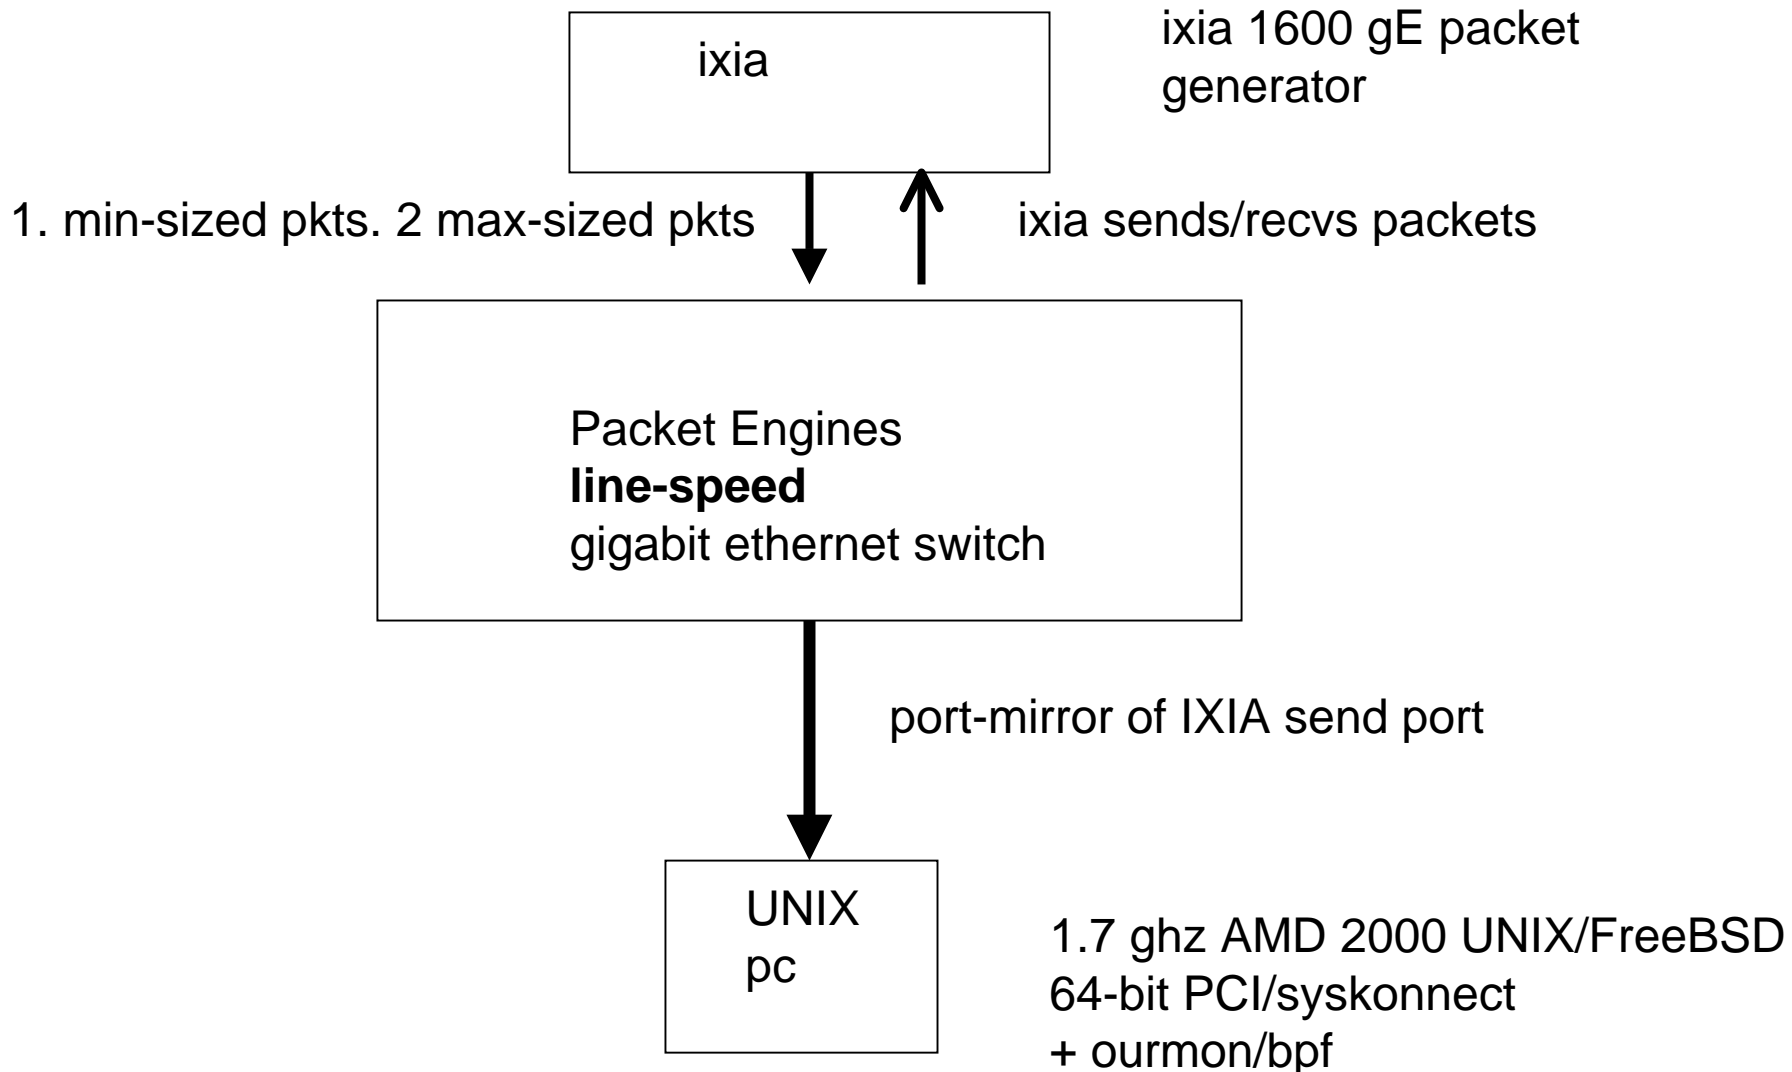 ixia
ixia 1600 gE packet
generator
1. min-sized pkts. 2 max-sized pkts
ixia sends/recvs packets
Packet Engines
line-speed
gigabit ethernet switch
port-mirror of IXIA send port
UNIX
pc
1.7 ghz AMD 2000 UNIX/FreeBSD
64-bit PCI/syskonnect
+ ourmon/bpf